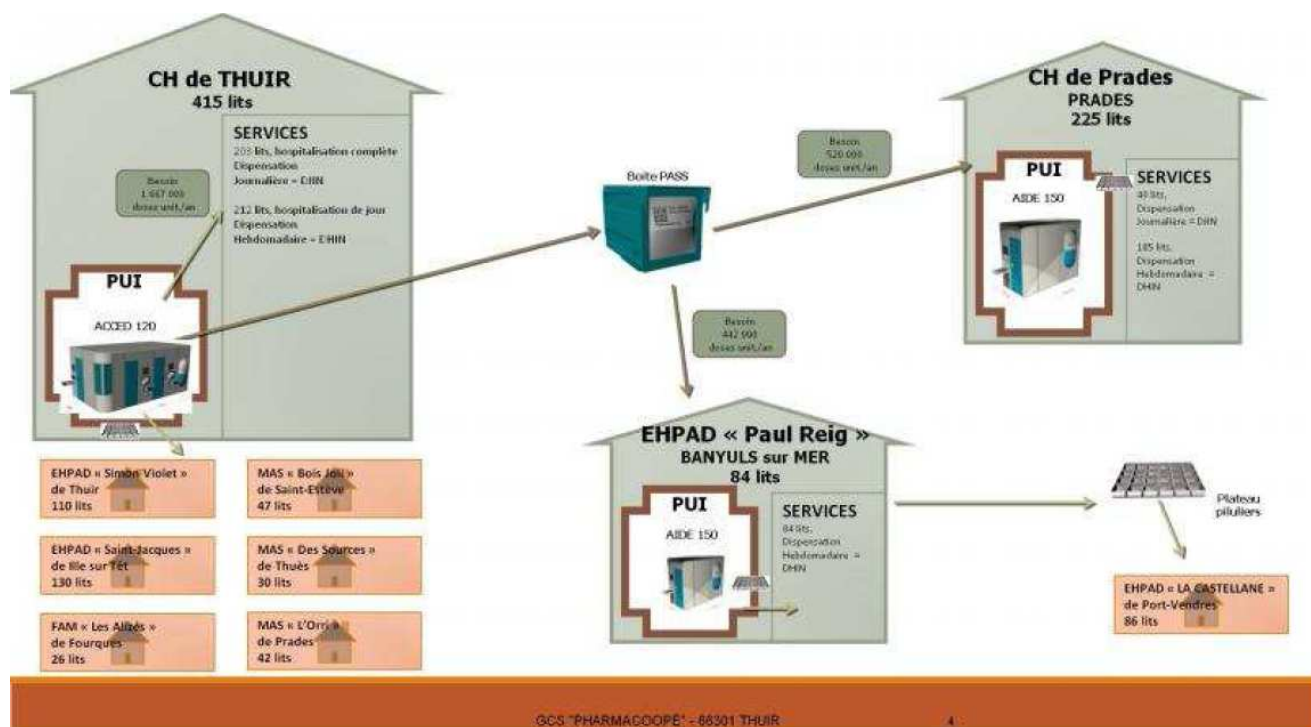 CH de THUIR
415 lits
SERVICES
203 lits, hospitalisation complète
Dispensation
Journalière = DHIN
212 lits, hospitalisation de jour
Dispensation
Hebdomadaire = DHIN
Besoin
doses unit./an
PUI
ACCED 120
EHPAD « Simon Violet »
de Thuir
110 lits
MAS « Bois Joli »
de Saint-Estève
47 lits
EHPAD « Saint-Jacques »
de Ille sur Têt
130 lits
MAS « Des Sources »
de Thuès
30 lits
FAM « Les Alizés »
de Fourques
26 lits
MAS « L'Orri »
de Prades
42 lits
Boite PASS
Besoin
520 000
doses unit./an
Besoin
442 000
doses unit./an
CH de Prades
PRADES
225 lits
PUI
AIDE 150
SERVICES
40 lits,
Dispensation
Journalière = DHIN
185 lits,
Dispensation
Hebdomadaire =
DHIN
EHPAD « Paul Reig »
BANYULS sur MER
84 lits
PUI
AIDE 150
SERVICES
84 lits,
Dispensation
Hebdomadaire =
DHIN
Plateau
piluliers
EHPAD « LA CASTELLANE »
de Port-Vendres
86 lits
GCS "PHARMACOOPÉ" - 66301 THUIR
4